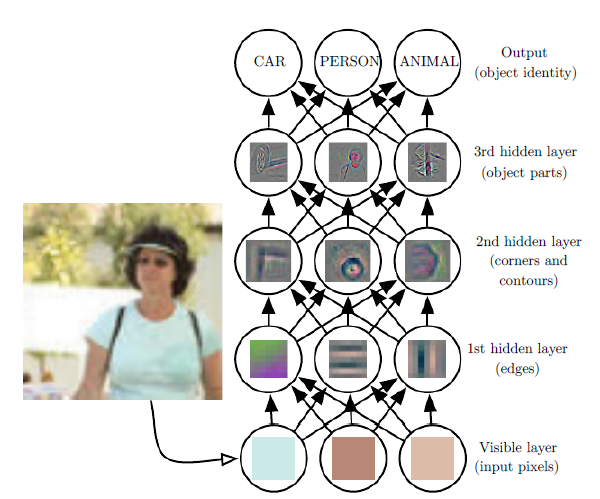 CAR PERSON ANIMAL
Output
(object identity)
3rd hidden layer
(object parts)
2nd hidden layer
(corners and
contours)
1st hidden layer
(edges)
Visible layer
(input pixels)